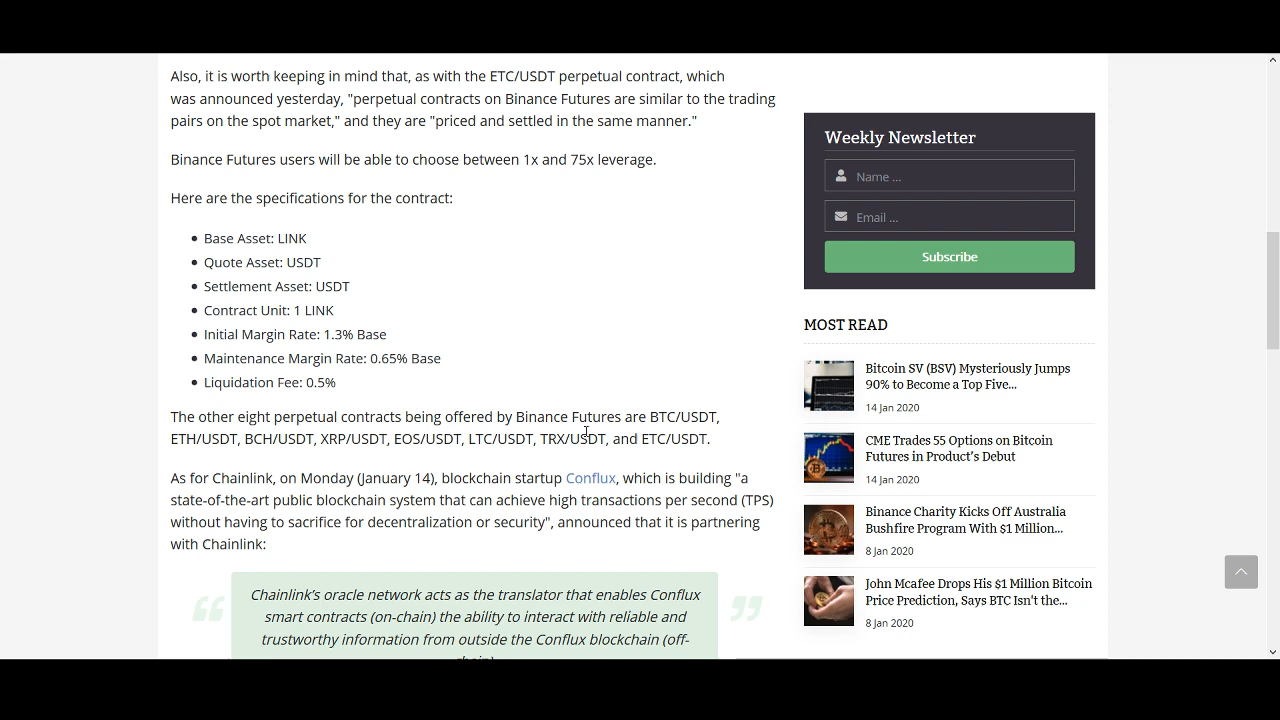 Also, it is worth keeping in mind that, as with the ETC/USDT perpetual contract, which
was announced yesterday, "perpetual contracts on Binance Futures are similar to the trading
pairs on the spot market," and they are "priced and settled in the same manner."
Binance Futures users will be able to choose between 1x and 75x leverage.
Here are the specifications for the contract:
Base Asset: LINK
Quote Asset: USDT
Settlement Asset: USDT
Contract Unit: 1 LINK
Initial Margin Rate: 1.3% Base
Maintenance Margin Rate: 0.65% Base
Liquidation Fee: 0.5%
The other eight perpetual contracts being offered by Binance Futures are BTC/USDT,
ETH/USDT, BCH/USDT, XRP/USDT, EOS/USDT, LTC/USDT, TRX/USDT, and ETC/USDT.
As for Chainlink, on Monday (January 14), blockchain startup Conflux, which is building "a
state-of-the-art public blockchain system that can achieve high transactions per second (TPS)
without having to sacrifice for decentralization or security", announced that it is partnering
with Chainlink:
Chainlink's oracle network acts as the translator that enables Conflux
smart contracts (on-chain) the ability to interact with reliable and
trustworthy information from outside the Conflux blockchain (off-
Weekly Newsletter
Name ...
Email ...
Subscribe
MOST READ
Bitcoin SV (BSV) Mysteriously Jumps
90% to Become a Top Five...
14 Jan 2020
CME Trades 55 Options on Bitcoin
Futures in Product's Debut
14 Jan 2020
Binance Charity Kicks Off Australia
Bushfire Program With $1 Million...
8 Jan 2020
John Mcafee Drops His $1 Million Bitcoin
Price Prediction, Says BTC Isn't the...
8 Jan 2020